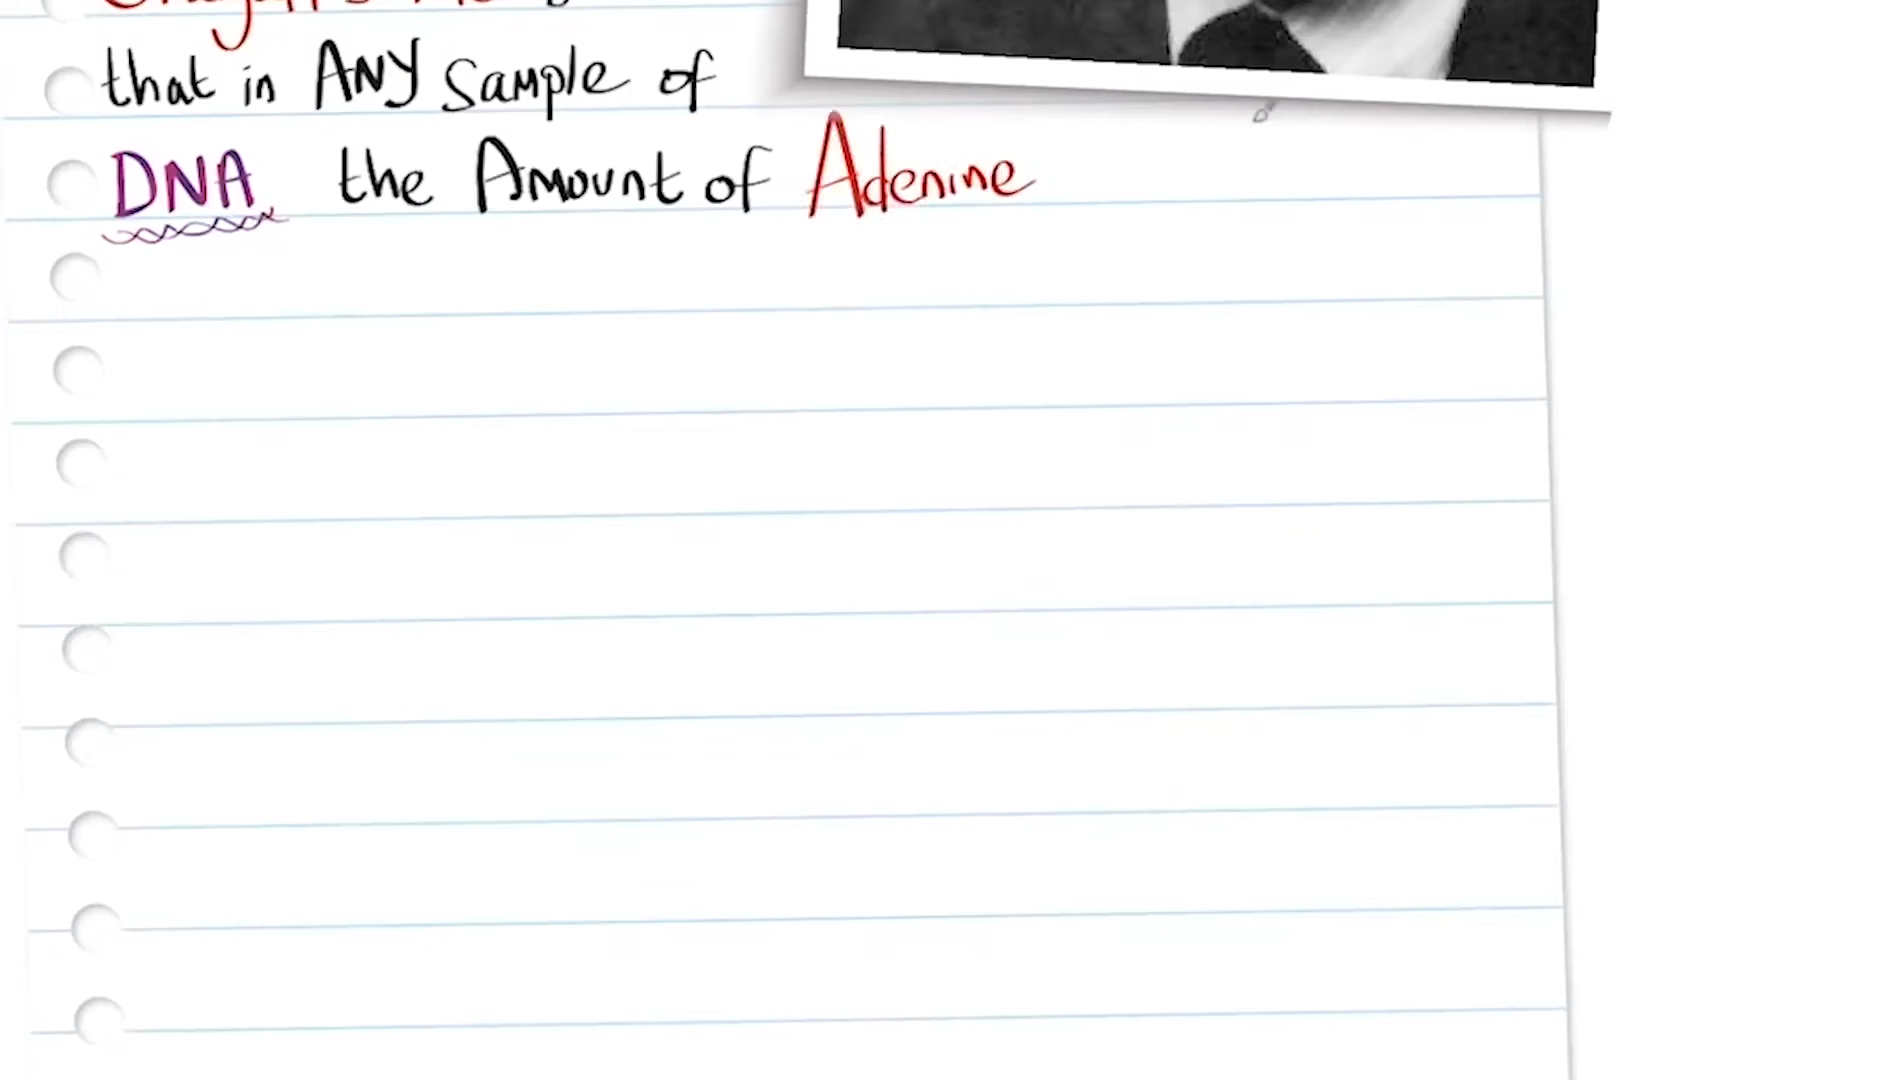 that in ANY sample of
DNA the Amount of Adenine